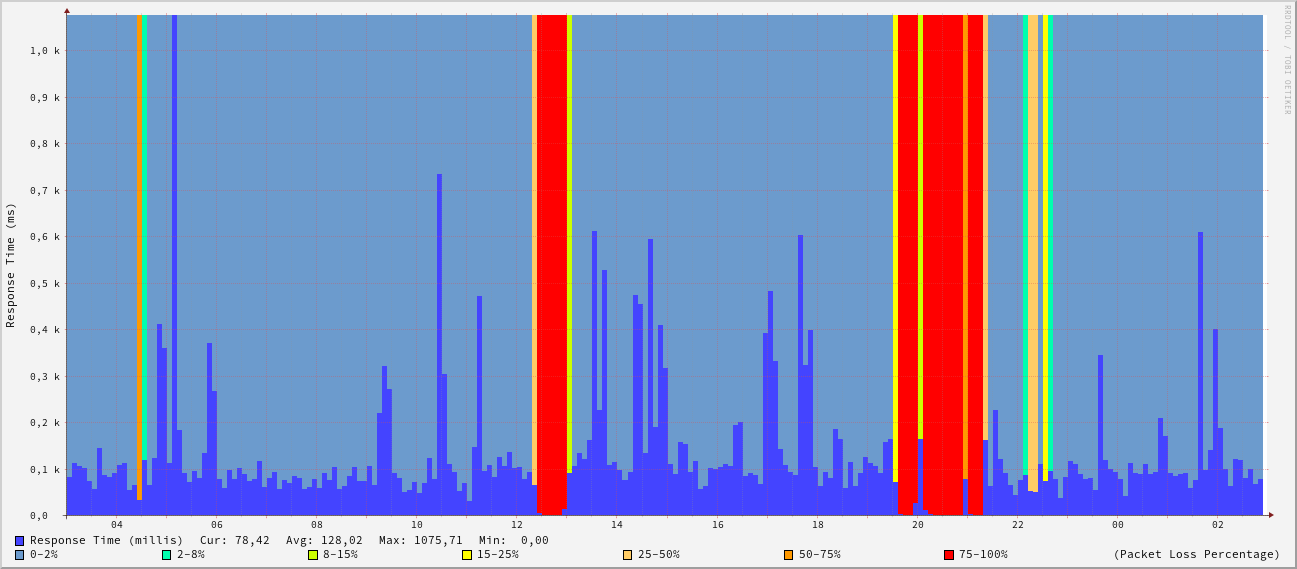 RRDTOOL / TOBI OETIKER
Response Time (ms)
1,0 k
0,9 k
0,8 k
0,7 k
0,6 k
0,5 k
0,4 k
0,3 k
0,2 k
0,1 k
0,0
04 06 08 10 12 14 16 18 20 22 00 02
Response Time (millis) Cur: 78,42 Avg: 128,02 Max: 1075,71 Min: 0,00
0-2% 2-8% 8-15% 15-25% 25-50% 50-75% 75-100% (Packet Loss Percentage)